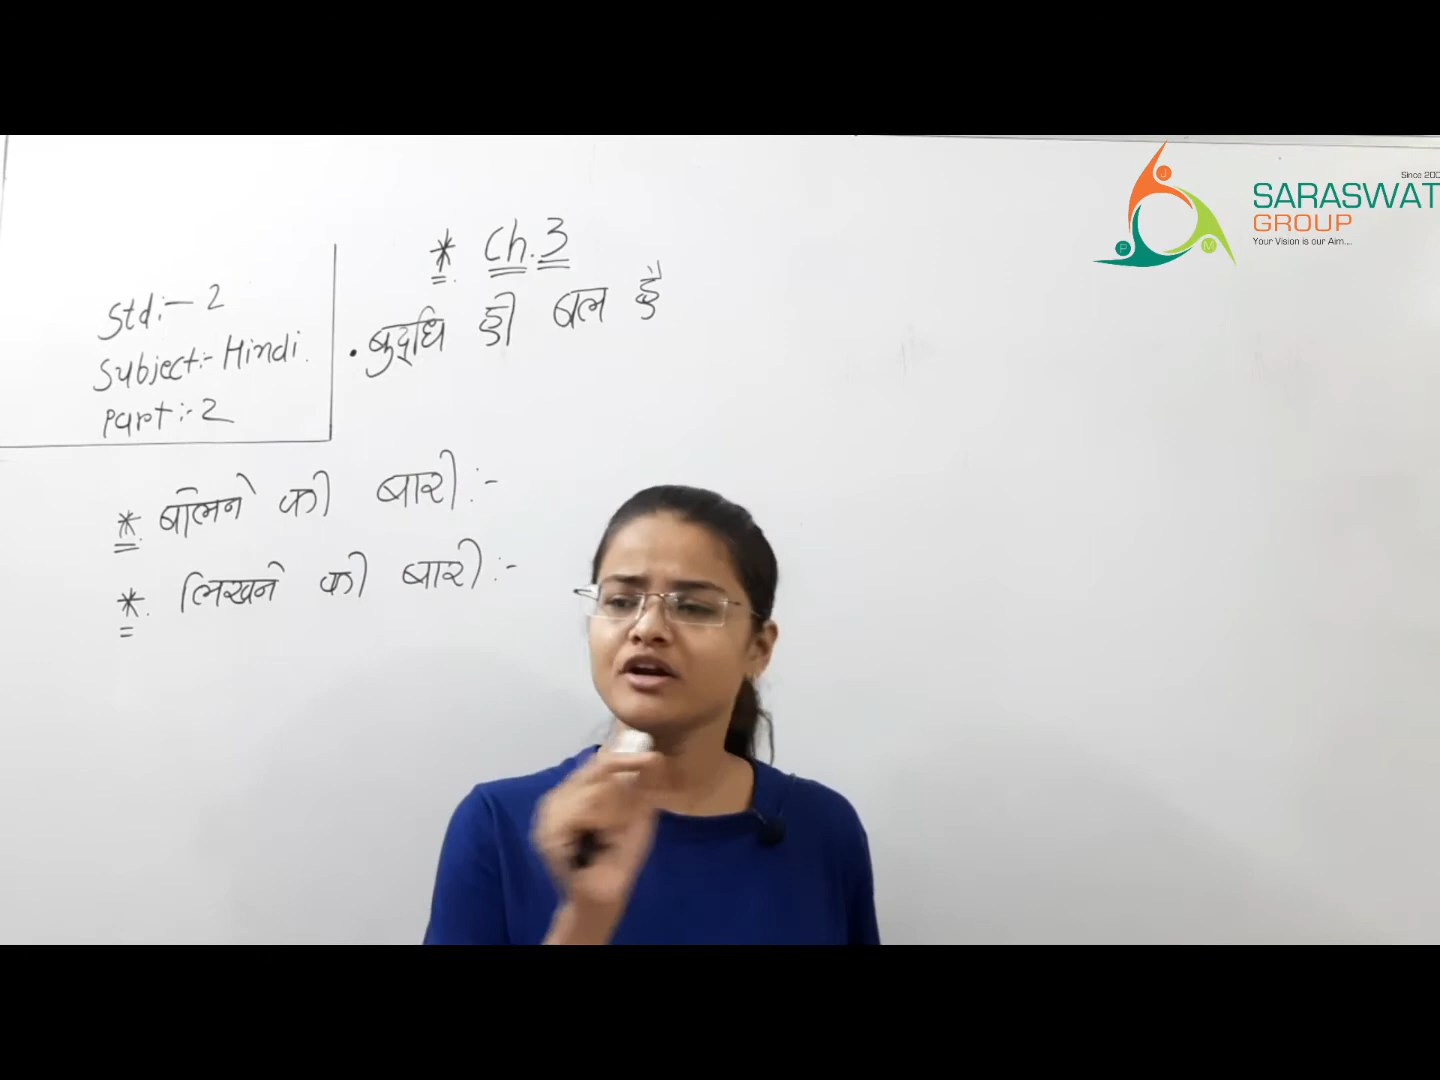 * Ch.3
Std:- 2
Subject:- Hindi.
Part:- 2
. बुद्धि ही बल है
* बोलने की बारी:-
* लिखने की बारी:-
J
P
M
SARASWAT
GROUP
Your Vision is our Aim....